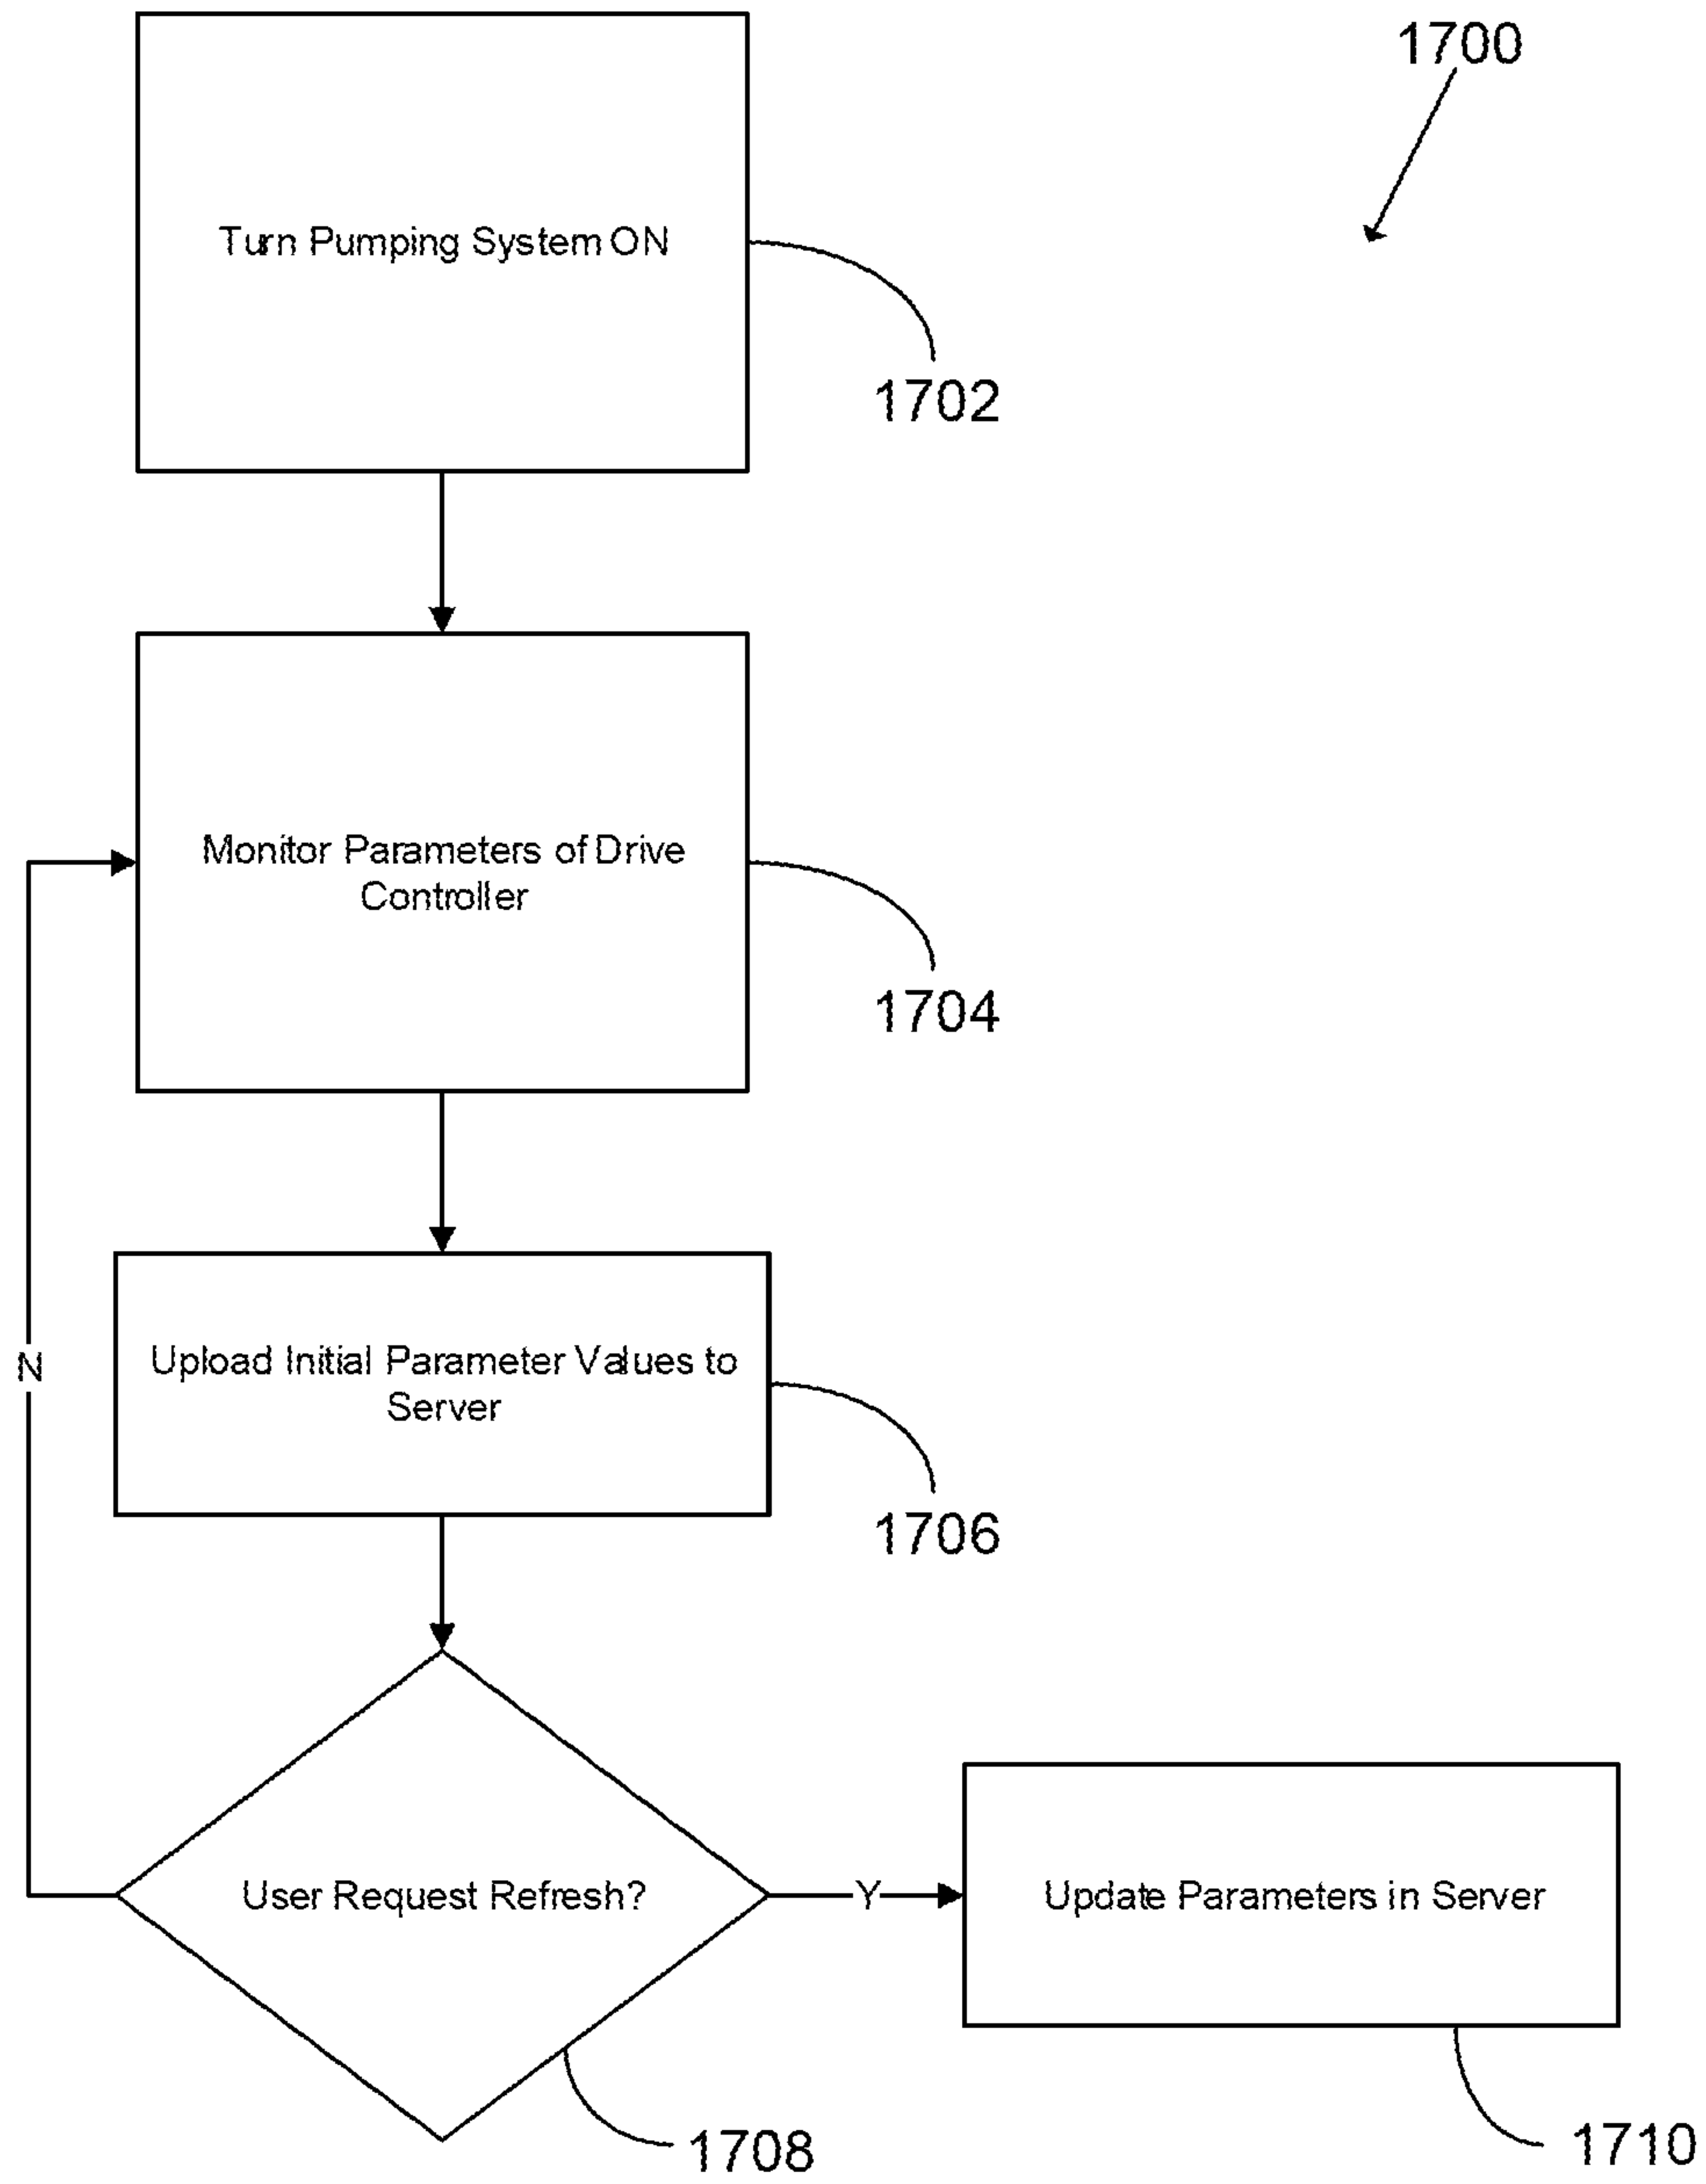 1700
Turn Pumping System ON
1702
Monitor Parameters of Drive
Controller
1704
N
Upload Initial Parameter Values to
Server
1706
User Request Refresh?
Y
Update Parameters in Server
1708
1710